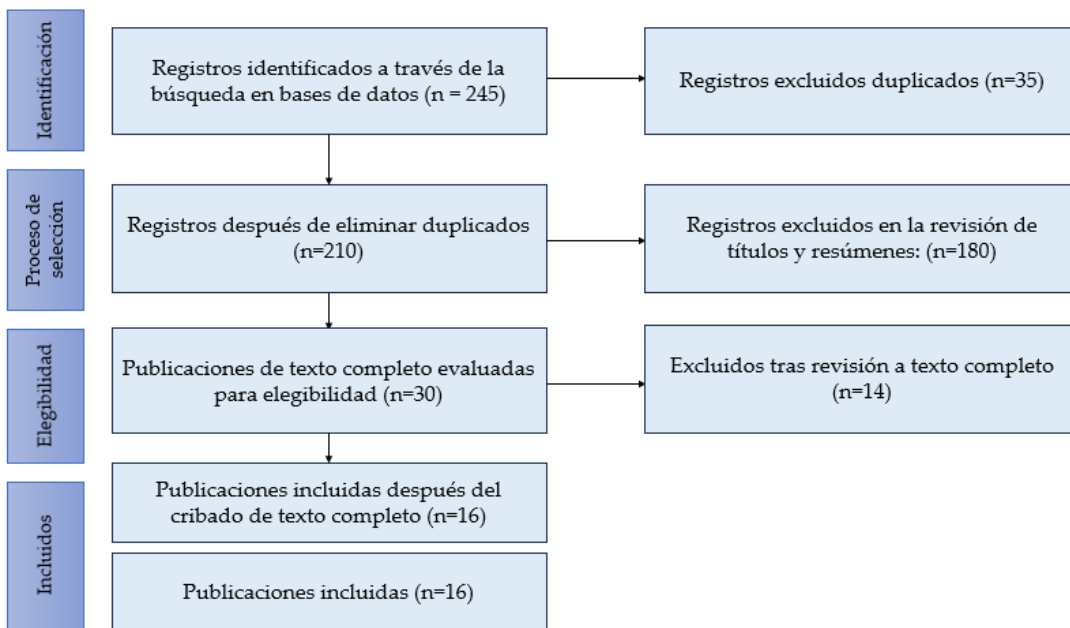 Identificación
Registros identificados a través de la
búsqueda en bases de datos (n = 245)
Registros excluidos duplicados (n=35)
Proceso de
selección
Registros después de eliminar duplicados
(n=210)
Registros excluidos en la revisión de
títulos y resúmenes: (n=180)
Elegibilidad
Publicaciones de texto completo evaluadas
para elegibilidad (n=30)
Excluidos tras revisión a texto completo
(n=14)
Incluidos
Publicaciones incluidas después del
cribado de texto completo (n=16)
Publicaciones incluidas (n=16)